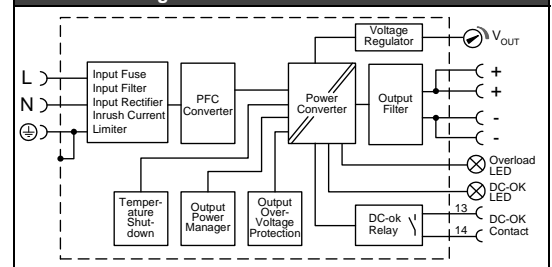 Voltage
Regulator
V OUT
L
N
Input Fuse
Input Filter
Input Rectifier
Inrush Current
Limiter
PFC
Converter
Power
Converter
Output
Filter
+
+
-
-
Overload
LED
DC-OK
LED
Temper-
ature
Shut-
down
Output
Power
Manager
Output
Over-
Voltage
Protection
DC-ok
Relay
13
14
DC-OK
Contact